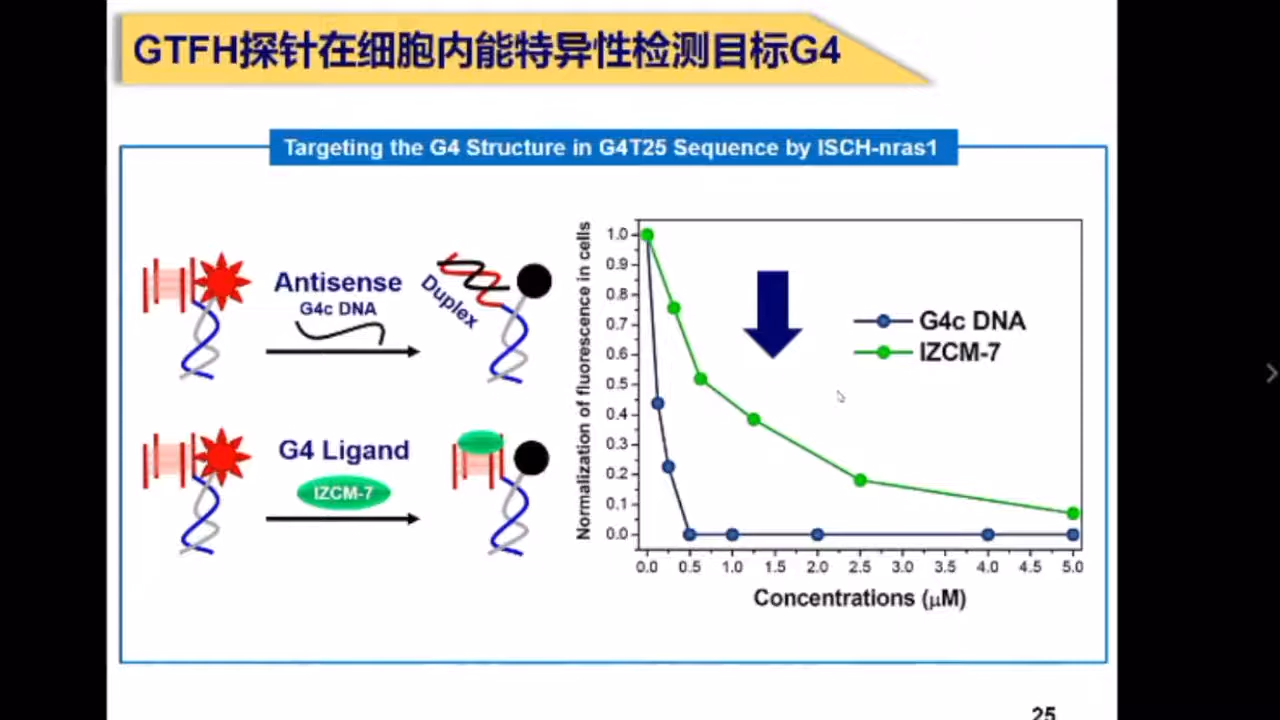 GTFH探针在细胞内能特异性检测目标G4
Targeting the G4 Structure in G4T25 Sequence by ISCH-nras1
Antisense
G4c DNA
Duplex
G4 Ligand
IZCM-7
Normalization of fluorescence in cells
1.0
0.9
0.8
0.7
0.6
0.5
0.4
0.3
0.2
0.1
0.0
G4c DNA
IZCM-7
0.0 0.5 1.0 1.5 2.0 2.5 3.0 3.5 4.0 4.5 5.0
Concentrations (μM)
25